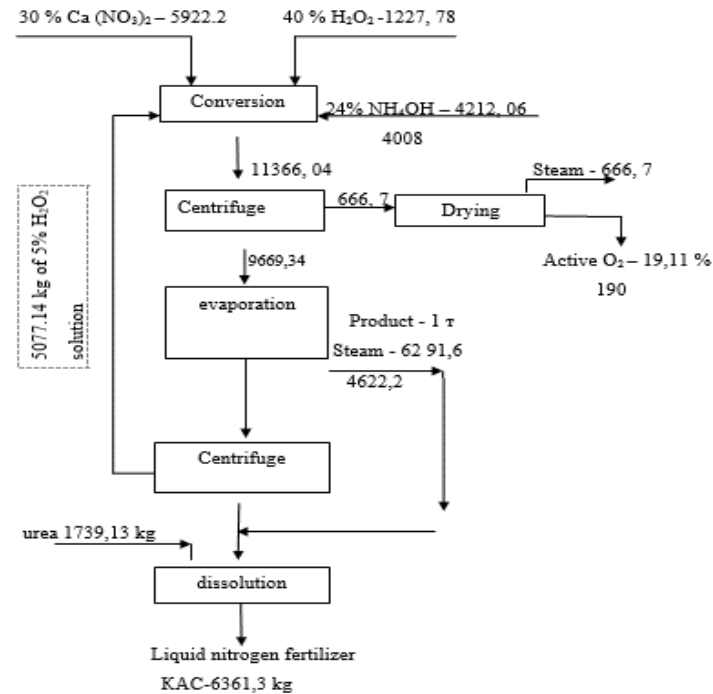 30 % Ca (NO₃)₂ – 5922.2
40 % H₂O₂ -1227, 78
Conversion
24% NH₄OH – 4212, 06
4008
11366, 04
Steam - 666, 7
Centrifuge
666, 7
Drying
5077.14 kg of 5% H₂O₂
solution
9669,34
Active O₂ – 19,11 %
190
evaporation
Product - 1 т
Steam - 62 91,6
4622,2
Centrifuge
urea 1739,13 kg
dissolution
Liquid nitrogen fertilizer
KAC-6361,3 kg